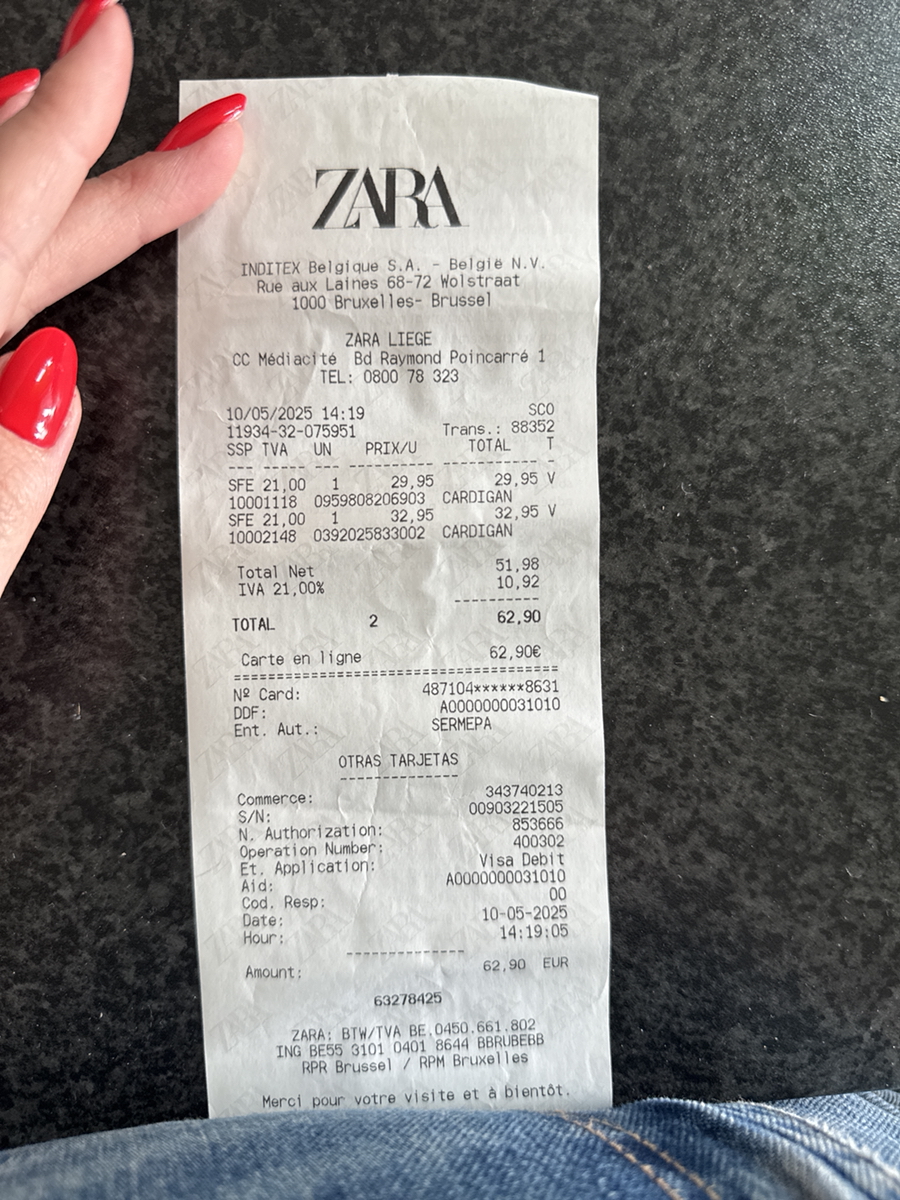 ZARA
INDITEX Belgique S.A. - België N.V.
Rue aux Laines 68-72 Wolstraat
1000 Bruxelles- Brussel
ZARA LIEGE
CC Médiacité Bd Raymond Poincarré 1
TEL: 0800 78 323
10/05/2025 14:19 SCO
11934-32-075951 Trans.: 88352
SSP TVA UN PRIX/U TOTAL T
--- ----- --- ---------- ----------- -
SFE 21,00 1 29,95 29,95 V
10001118 0959808206903 CARDIGAN
SFE 21,00 1 32,95 32,95 V
10002148 0392025833002 CARDIGAN
Total Net 51,98
IVA 21,00% 10,92
----------
TOTAL 2 62,90
Carte en ligne 62,90€
========================================
Nº Card: 487104******8631
DDF: A0000000031010
Ent. Aut.: SERMEPA
OTRAS TARJETAS
--------------
Commerce: 343740213
S/N: 00903221505
N. Authorization: 853666
Operation Number: 400302
Et. Application: Visa Debit
Aid: A0000000031010
Cod. Resp: 00
Date: 10-05-2025
Hour: 14:19:05
--------------
Amount: 62,90 EUR
63278425
ZARA: BTW/TVA BE.0450.661.802
ING BE55 3101 0401 8644 BBRUBEBB
RPR Brussel / RPM Bruxelles
Merci pour votre visite et à bientôt.